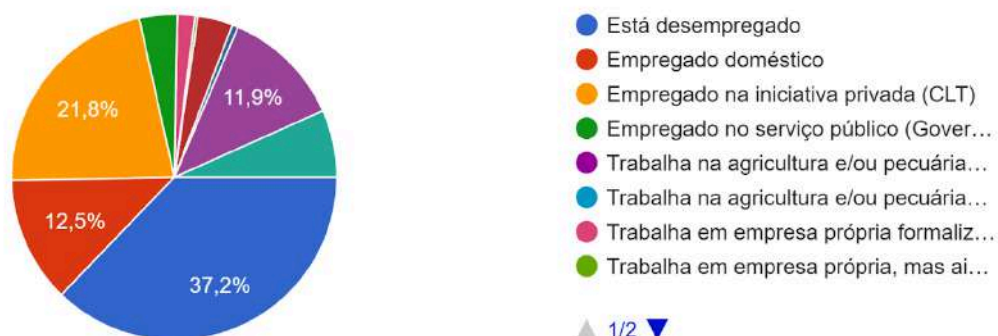 21,8%
11,9%
12,5%
37,2%
Está desempregado
Empregado doméstico
Empregado na iniciativa privada (CLT)
Empregado no serviço público (Gover...
Trabalha na agricultura e/ou pecuária...
Trabalha na agricultura e/ou pecuária...
Trabalha em empresa própria formaliz...
Trabalha em empresa própria, mas ai...
1/2